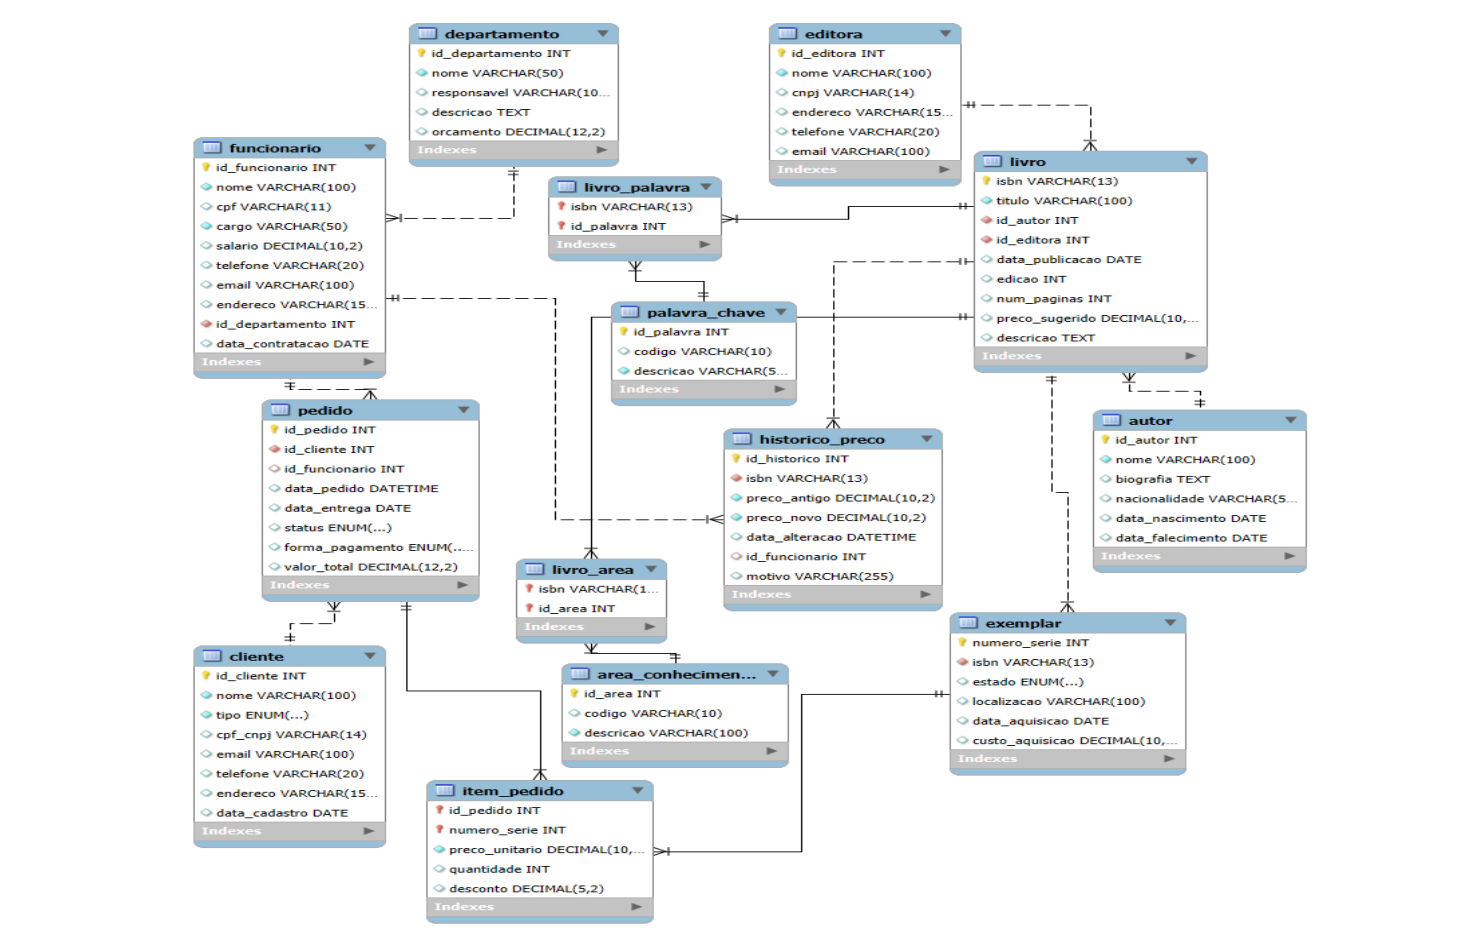 departamento
id_departamento INT
nome VARCHAR(50)
responsavel VARCHAR(10...
descricao TEXT
orcamento DECIMAL(12,2)
Indexes
editora
id_editora INT
nome VARCHAR(100)
cnpj VARCHAR(14)
endereco VARCHAR(15...
telefone VARCHAR(20)
email VARCHAR(100)
Indexes
funcionario
id_funcionario INT
nome VARCHAR(100)
cpf VARCHAR(11)
cargo VARCHAR(50)
salario DECIMAL(10,2)
telefone VARCHAR(20)
email VARCHAR(100)
endereco VARCHAR(15...
id_departamento INT
data_contratacao DATE
Indexes
livro_palavra
isbn VARCHAR(13)
id_palavra INT
Indexes
livro
isbn VARCHAR(13)
titulo VARCHAR(100)
id_autor INT
id_editora INT
data_publicacao DATE
edicao INT
num_paginas INT
preco_sugerido DECIMAL(10,...
descricao TEXT
Indexes
palavra_chave
id_palavra INT
codigo VARCHAR(10)
descricao VARCHAR(5...
Indexes
pedido
id_pedido INT
id_cliente INT
id_funcionario INT
data_pedido DATETIME
data_entrega DATE
status ENUM(...)
forma_pagamento ENUM(.....
valor_total DECIMAL(12,2)
Indexes
historico_preco
id_historico INT
isbn VARCHAR(13)
preco_antigo DECIMAL(10,2)
preco_novo DECIMAL(10,2)
data_alteracao DATETIME
id_funcionario INT
motivo VARCHAR(255)
Indexes
autor
id_autor INT
nome VARCHAR(100)
biografia TEXT
nacionalidade VARCHAR(5...
data_nascimento DATE
data_falecimento DATE
Indexes
livro_area
isbn VARCHAR(1...
id_area INT
Indexes
exemplar
numero_serie INT
isbn VARCHAR(13)
estado ENUM(...)
localizacao VARCHAR(100)
data_aquisicao DATE
custo_aquisicao DECIMAL(10,...
Indexes
cliente
id_cliente INT
nome VARCHAR(100)
tipo ENUM(...)
cpf_cnpj VARCHAR(14)
email VARCHAR(100)
telefone VARCHAR(20)
endereco VARCHAR(15...
data_cadastro DATE
Indexes
area_conhecimen...
id_area INT
codigo VARCHAR(10)
descricao VARCHAR(100)
Indexes
item_pedido
id_pedido INT
numero_serie INT
preco_unitario DECIMAL(10,...
quantidade INT
desconto DECIMAL(5,2)
Indexes